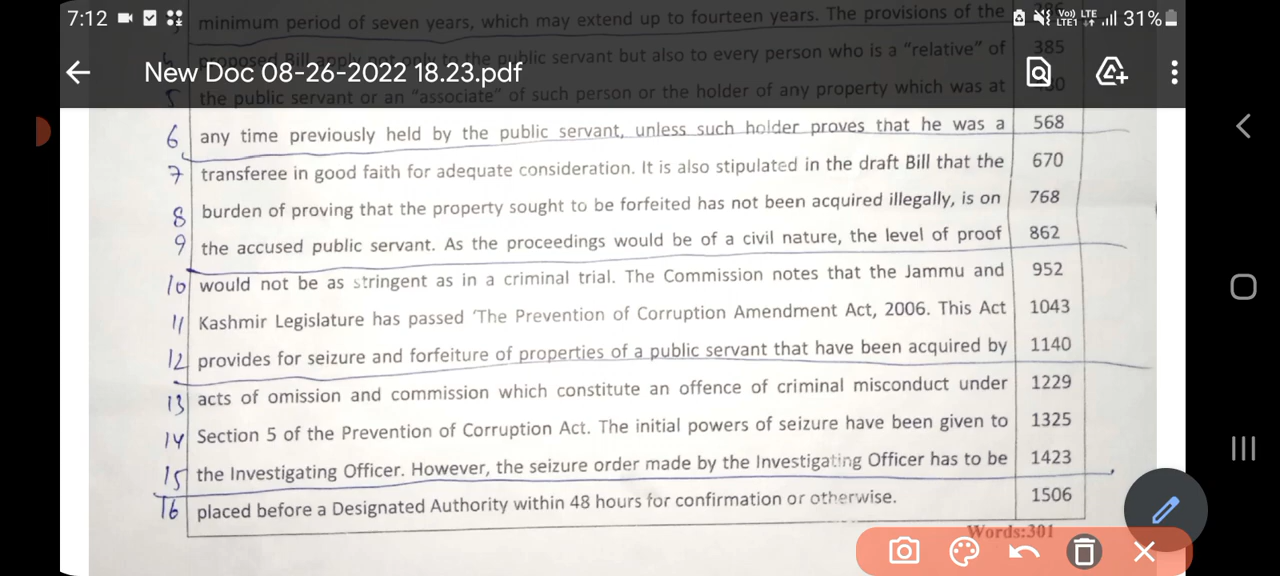 7:12
Vo)) LTE
LTE1
31%
minimum period of seven years, which may extend up to fourteen years. The provisions of the
proposed Bill apply not only to the public servant but also to every person who is a “relative” of 385
New Doc 08-26-2022 18.23.pdf
5 the public servant or an “associate” of such person or the holder of any property which was at
6 any time previously held by the public servant, unless such holder proves that he was a 568
7 transferee in good faith for adequate consideration. It is also stipulated in the draft Bill that the 670
8 burden of proving that the property sought to be forfeited has not been acquired illegally, is on 768
9 the accused public servant. As the proceedings would be of a civil nature, the level of proof 862
10 would not be as stringent as in a criminal trial. The Commission notes that the Jammu and 952
11 Kashmir Legislature has passed ‘The Prevention of Corruption Amendment Act, 2006. This Act 1043
12 provides for seizure and forfeiture of properties of a public servant that have been acquired by 1140
13 acts of omission and commission which constitute an offence of criminal misconduct under 1229
14 Section 5 of the Prevention of Corruption Act. The initial powers of seizure have been given to 1325
15 the Investigating Officer. However, the seizure order made by the Investigating Officer has to be 1423
16 placed before a Designated Authority within 48 hours for confirmation or otherwise. 1506
Words:301